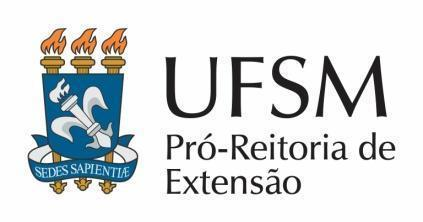 SEDES SAPIENTIÆ
UFSM
Pró-Reitoria de
Extensão